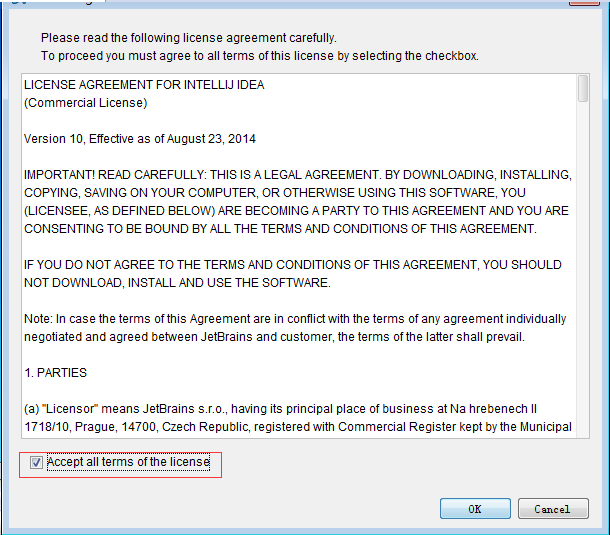 Please read the following license agreement carefully.
To proceed you must agree to all terms of this license by selecting the checkbox.
LICENSE AGREEMENT FOR INTELLIJ IDEA
(Commercial License)
Version 10, Effective as of August 23, 2014
IMPORTANT! READ CAREFULLY: THIS IS A LEGAL AGREEMENT. BY DOWNLOADING, INSTALLING,
COPYING, SAVING ON YOUR COMPUTER, OR OTHERWISE USING THIS SOFTWARE, YOU
(LICENSEE, AS DEFINED BELOW) ARE BECOMING A PARTY TO THIS AGREEMENT AND YOU ARE
CONSENTING TO BE BOUND BY ALL THE TERMS AND CONDITIONS OF THIS AGREEMENT.
IF YOU DO NOT AGREE TO THE TERMS AND CONDITIONS OF THIS AGREEMENT, YOU SHOULD
NOT DOWNLOAD, INSTALL AND USE THE SOFTWARE.
Note: In case the terms of this Agreement are in conflict with the terms of any agreement individually
negotiated and agreed between JetBrains and customer, the terms of the latter shall prevail.
1. PARTIES
(a) "Licensor" means JetBrains s.r.o., having its principal place of business at Na hrebenech II
1718/10, Prague, 14700, Czech Republic, registered with Commercial Register kept by the Municipal
Accept all terms of the license
OK
Cancel